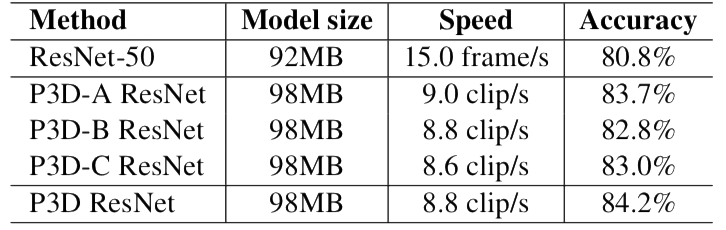 Method Model size Speed Accuracy
ResNet-50 92MB 15.0 frame/s 80.8%
P3D-A ResNet 98MB 9.0 clip/s 83.7%
P3D-B ResNet 98MB 8.8 clip/s 82.8%
P3D-C ResNet 98MB 8.6 clip/s 83.0%
P3D ResNet 98MB 8.8 clip/s 84.2%